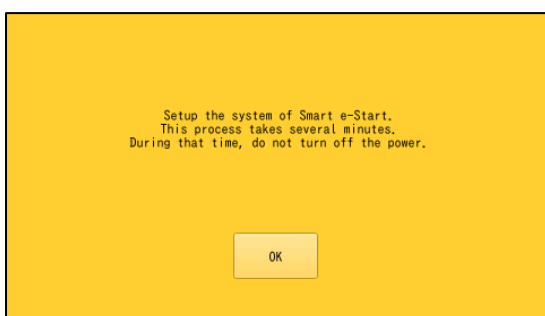 Setup the system of Smart e-Start.
This process takes several minutes.
During that time, do not turn off the power.
OK